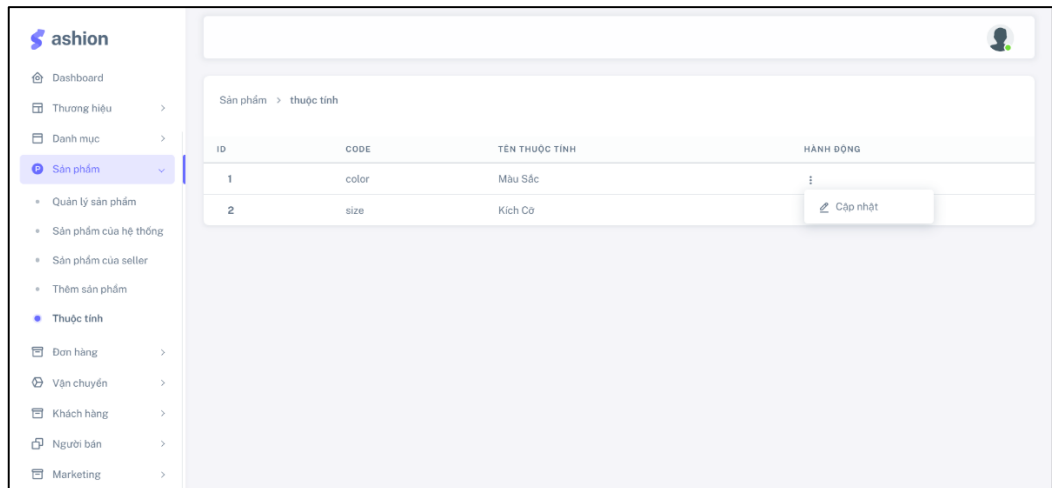 ashion
Dashboard
Thương hiệu
Danh mục
Sản phẩm
Quản lý sản phẩm
Sản phẩm của hệ thống
Sản phẩm của seller
Thêm sản phẩm
Thuộc tính
Đơn hàng
Vận chuyển
Khách hàng
Người bán
Marketing
Sản phẩm > thuộc tính
ID CODE TÊN THUỘC TÍNH HÀNH ĐỘNG
1 color Màu Sắc
2 size Kích Cỡ
Cập nhật